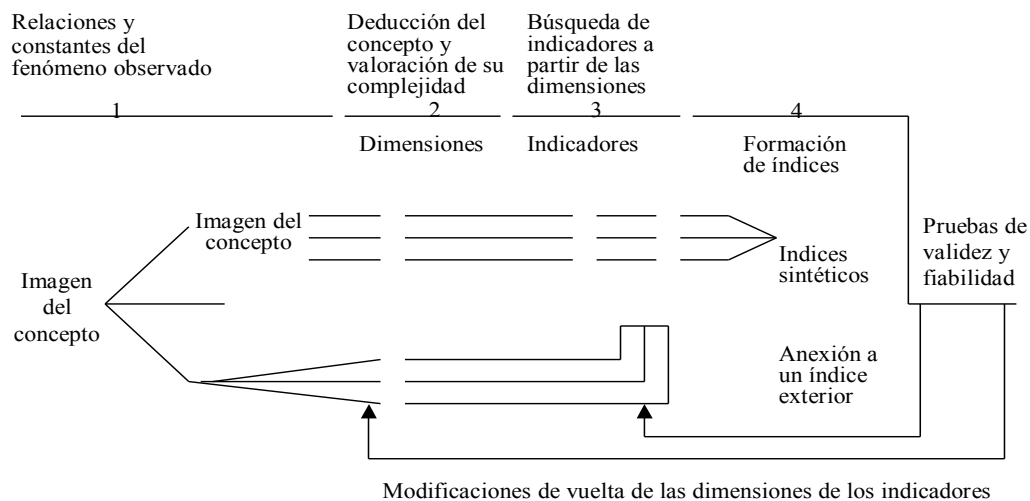 Relaciones y
constantes del
fenómeno observado
Deducción del
concepto y
valoración de su
complejidad
Búsqueda de
indicadores a
partir de las
dimensiones
1
2
3
4
Dimensiones
Indicadores
Formación
de índices
Imagen del
concepto
Imagen
del
concepto
Indices
sintéticos
Pruebas de
validez y
fiabilidad
Anexión a
un índice
exterior
Modificaciones de vuelta de las dimensiones de los indicadores